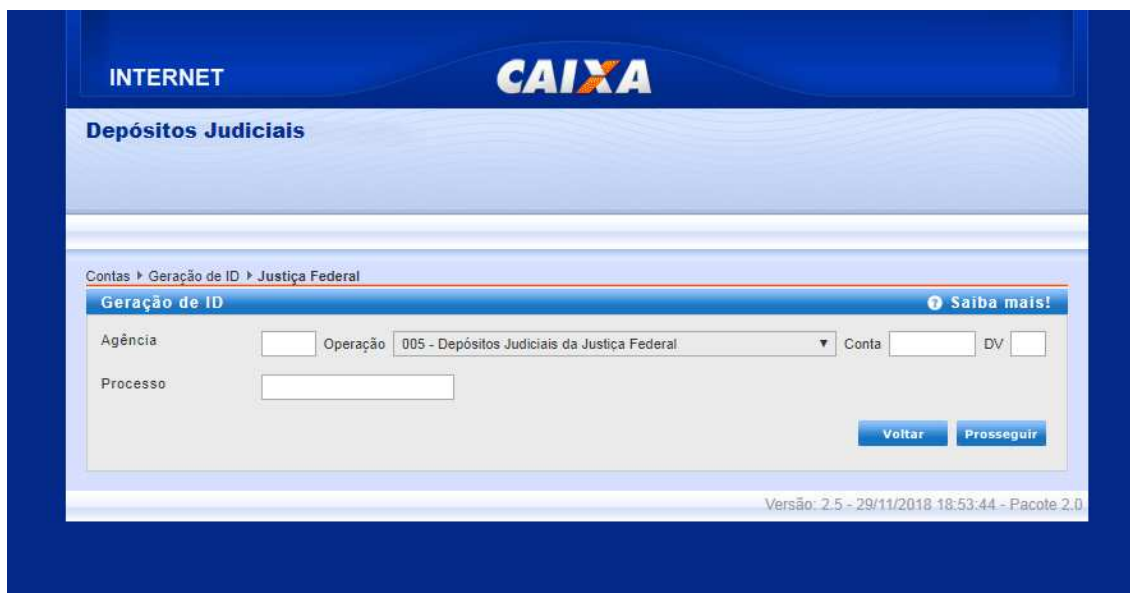 INTERNET CAIXA
Depósitos Judiciais
Contas Geração de ID Justiça Federal
Geração de ID ? Saiba mais!
Agência Operação 005 - Depósitos Judiciais da Justiça Federal Conta DV
Processo
Voltar Prosseguir
Versão: 2.5 - 29/11/2018 18:53:44 - Pacote 2.0